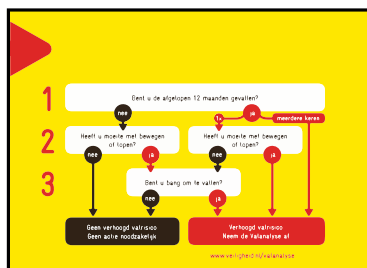 1
Bent u de afgelopen 12 maanden gevallen?
nee
ja
1x
meerdere keren
2
Heeft u moeite met bewegen
of lopen?
Heeft u moeite met bewegen
of lopen?
nee
ja
nee
ja
3
Bent u bang om te vallen?
nee
ja
Geen verhoogd valrisico
Geen actie noodzakelijk
Verhoogd valrisico
Neem de Valanalyse af
www.veiligheid.nl/valanalyse